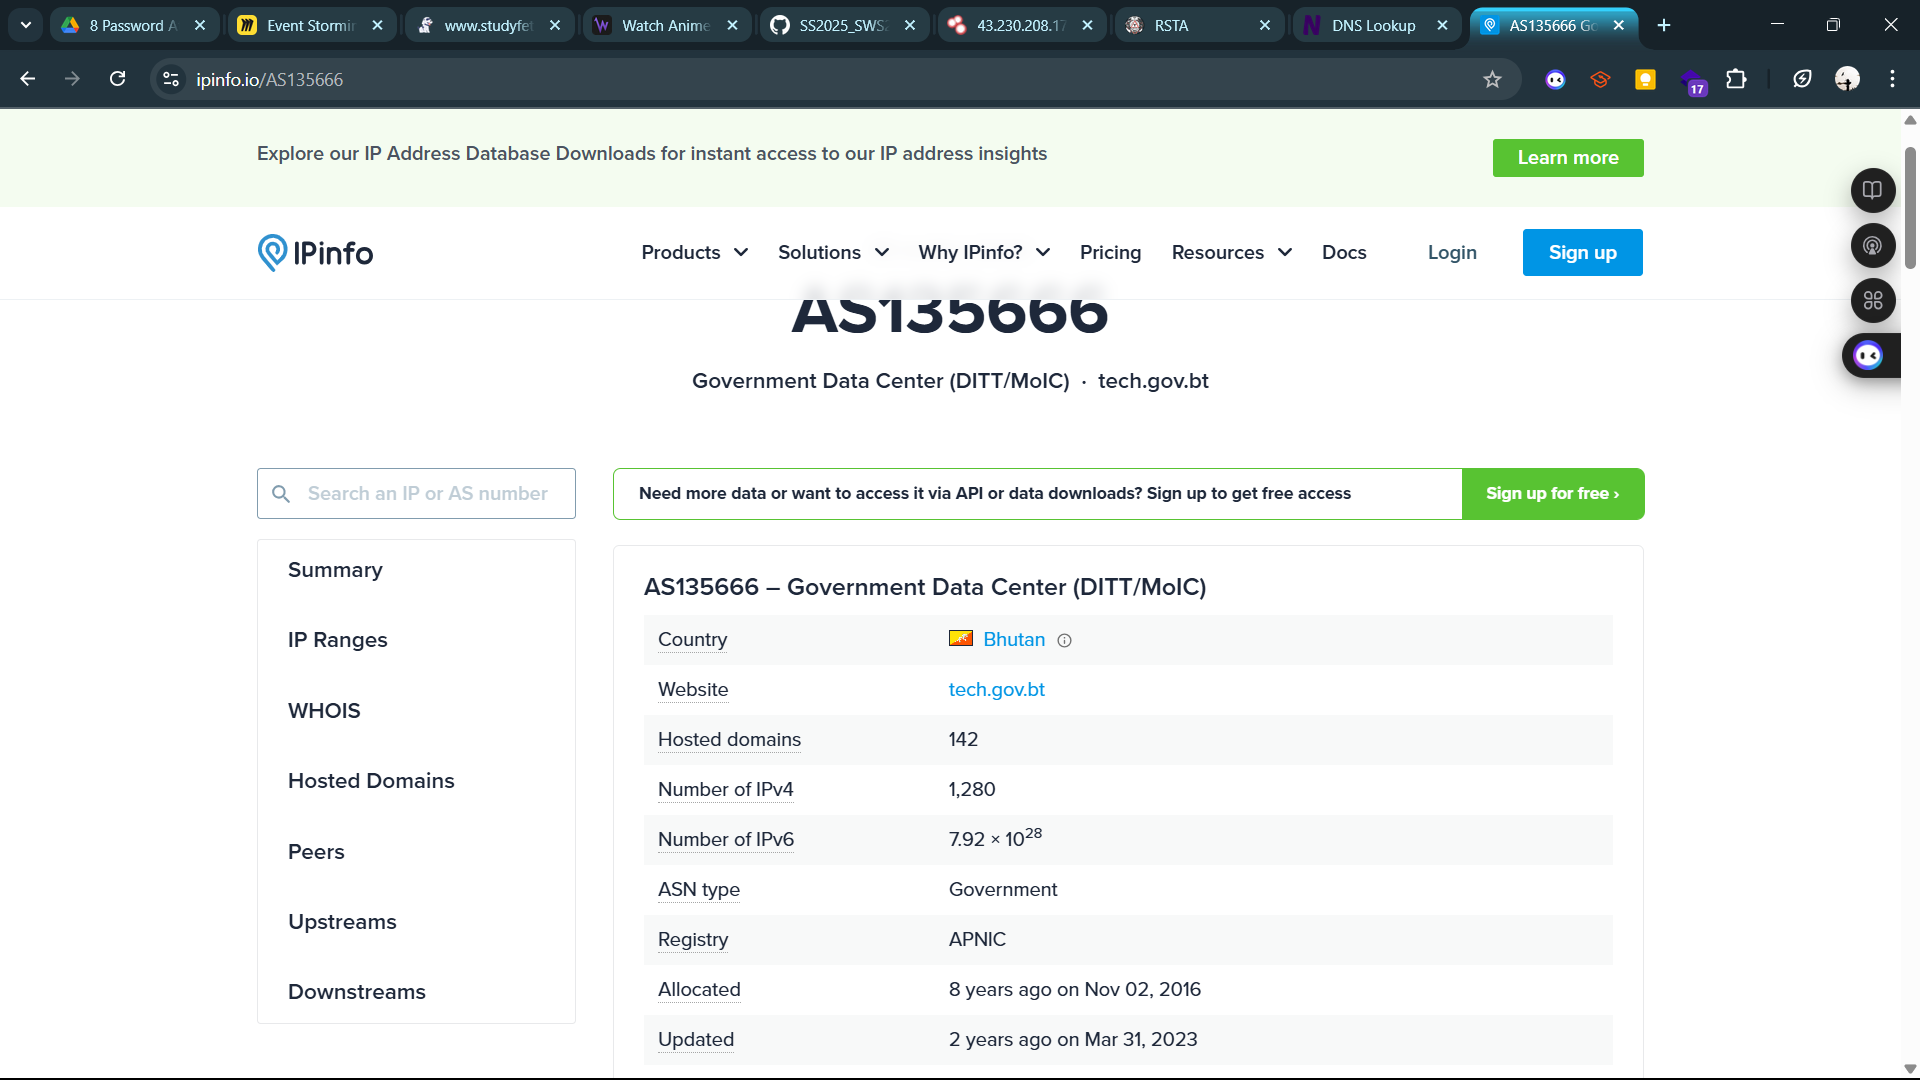 8 Password A
Event Stormin
www.studyfet
Watch Anime
SS2025_SWS
43.230.208.17
RSTA
DNS Lookup
AS135666 Go
ipinfo.io/AS135666
17
Explore our IP Address Database Downloads for instant access to our IP address insights
Learn more
IPinfo
Products
Solutions
Why IPinfo?
Pricing
Resources
Docs
Login
Sign up
AS135666
Government Data Center (DITT/MoIC) · tech.gov.bt
Search an IP or AS number
Need more data or want to access it via API or data downloads? Sign up to get free access
Sign up for free ›
Summary
IP Ranges
WHOIS
Hosted Domains
Peers
Upstreams
Downstreams
AS135666 – Government Data Center (DITT/MoIC)
Country Bhutan
Website tech.gov.bt
Hosted domains 142
Number of IPv4 1,280
Number of IPv6 7.92 × 10²⁸
ASN type Government
Registry APNIC
Allocated 8 years ago on Nov 02, 2016
Updated 2 years ago on Mar 31, 2023